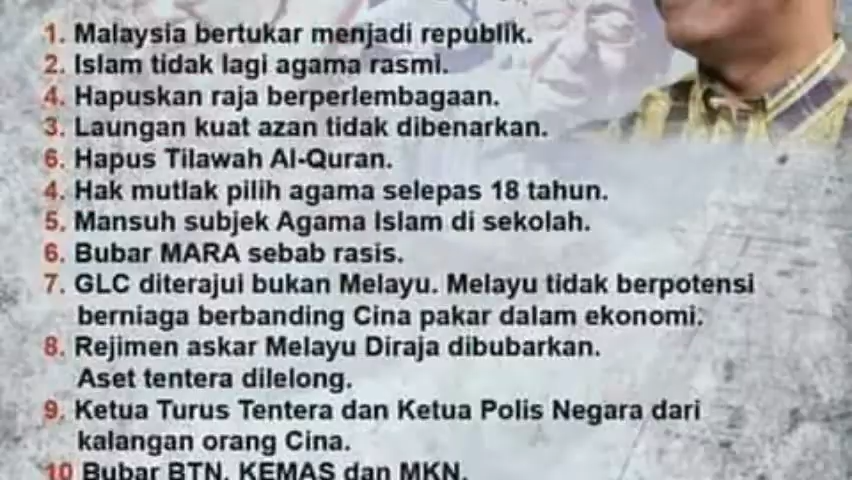 1. Malaysia bertukar menjadi republik.
2. Islam tidak lagi agama rasmi.
4. Hapuskan raja berperlembagaan.
3. Laungan kuat azan tidak dibenarkan.
6. Hapus Tilawah Al-Quran.
4. Hak mutlak pilih agama selepas 18 tahun.
5. Mansuh subjek Agama Islam di sekolah.
6. Bubar MARA sebab rasis.
7. GLC diterajui bukan Melayu. Melayu tidak berpotensi
berniaga berbanding Cina pakar dalam ekonomi.
8. Rejimen askar Melayu Diraja dibubarkan.
Aset tentera dilelong.
9. Ketua Turus Tentera dan Ketua Polis Negara dari
kalangan orang Cina.
10 Bubar BTN, KEMAS dan MKN.